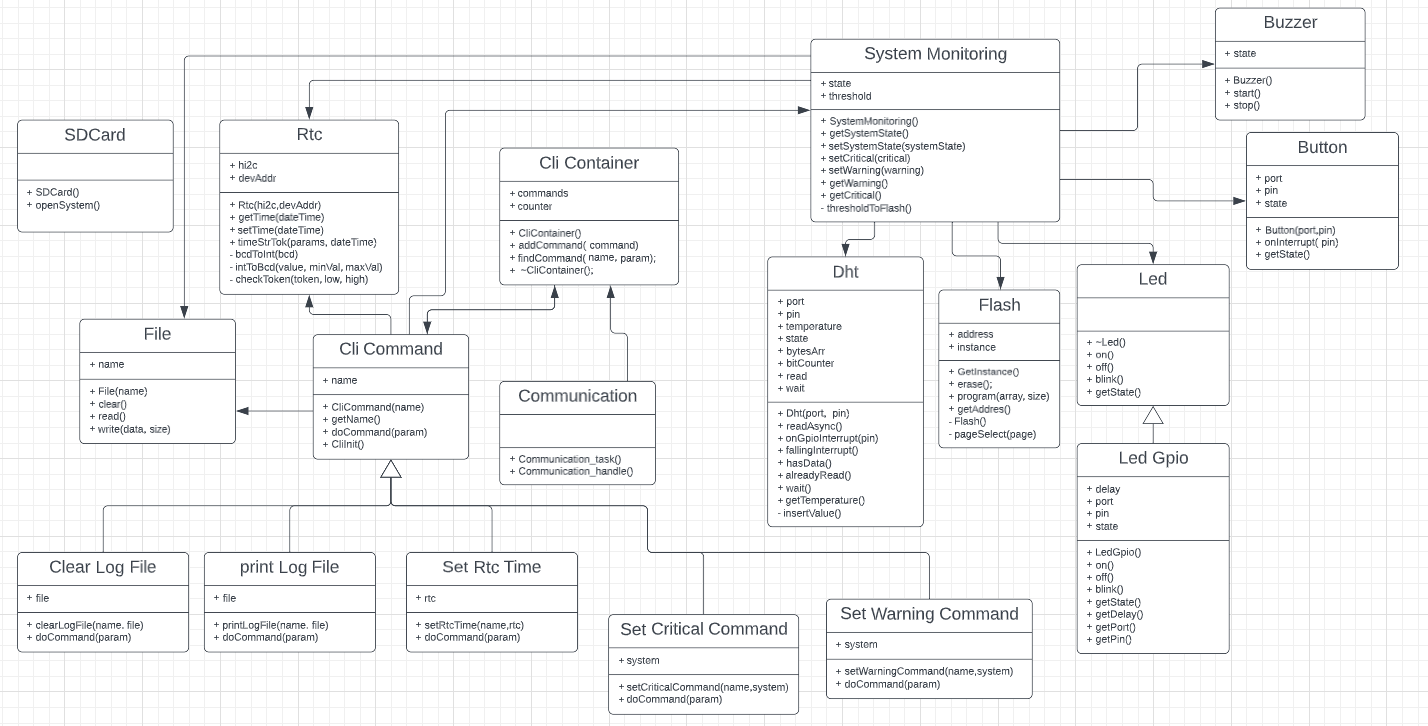 Buzzer
+ state
+ Buzzer()
+ start()
+ stop()
System Monitoring
+ state
+ threshold
+ SystemMonitoring()
+ getSystemState()
+ setSystemState(systemState)
+ setCritical(critical)
+ setWarning(warning)
+ getWarning()
+ getCritical()
- thresholdToFlash()
SDCard
+ SDCard()
+ openSystem()
Rtc
+ hi2c
+ devAddr
+ Rtc(hi2c,devAddr)
+ getTime(dateTime)
+ setTime(dateTime)
+ timeStrTok(params, dateTime)
- bcdToInt(bcd)
- intToBcd(value, minVal, maxVal)
- checkToken(token, low, high)
Cli Container
+ commands
+ counter
+ CliContainer()
+ addCommand( command)
+ findCommand( name, param);
+ ~CliContainer();
Button
+ port
+ pin
+ state
+ Button(port,pin)
+ onInterrupt( pin)
+ getState()
Dht
+ port
+ pin
+ temperature
+ state
+ bytesArr
+ bitCounter
+ read
+ wait
+ Dht(port, pin)
+ readAsync()
+ onGpioInterrupt(pin)
+ fallingInterrupt()
+ hasData()
+ alreadyRead()
+ wait()
+ getTemperature()
- insertValue()
Flash
+ address
+ instance
+ GetInstance()
+ erase();
+ program(array, size)
+ getAddres()
- Flash()
- pageSelect(page)
Led
+ ~Led()
+ on()
+ off()
+ blink()
+ getState()
File
+ name
+ File(name)
+ clear()
+ read()
+ write(data, size)
Cli Command
+ name
+ CliCommand(name)
+ getName()
+ doCommand(param)
+ CliInit()
Communication
+ Communication_task()
+ Communication_handle()
Led Gpio
+ delay
+ port
+ pin
+ state
+ LedGpio()
+ on()
+ off()
+ blink()
+ getState()
+ getDelay()
+ getPort()
+ getPin()
Clear Log File
+ file
+ clearLogFile(name. file)
+ doCommand(param)
print Log File
+ file
+ printLogFile(name. file)
+ doCommand(param)
Set Rtc Time
+ rtc
+ setRtcTime(name,rtc)
+ doCommand(param)
Set Critical Command
+ system
+ setCriticalCommand(name,system)
+ doCommand(param)
Set Warning Command
+ system
+ setWarningCommand(name,system)
+ doCommand(param)